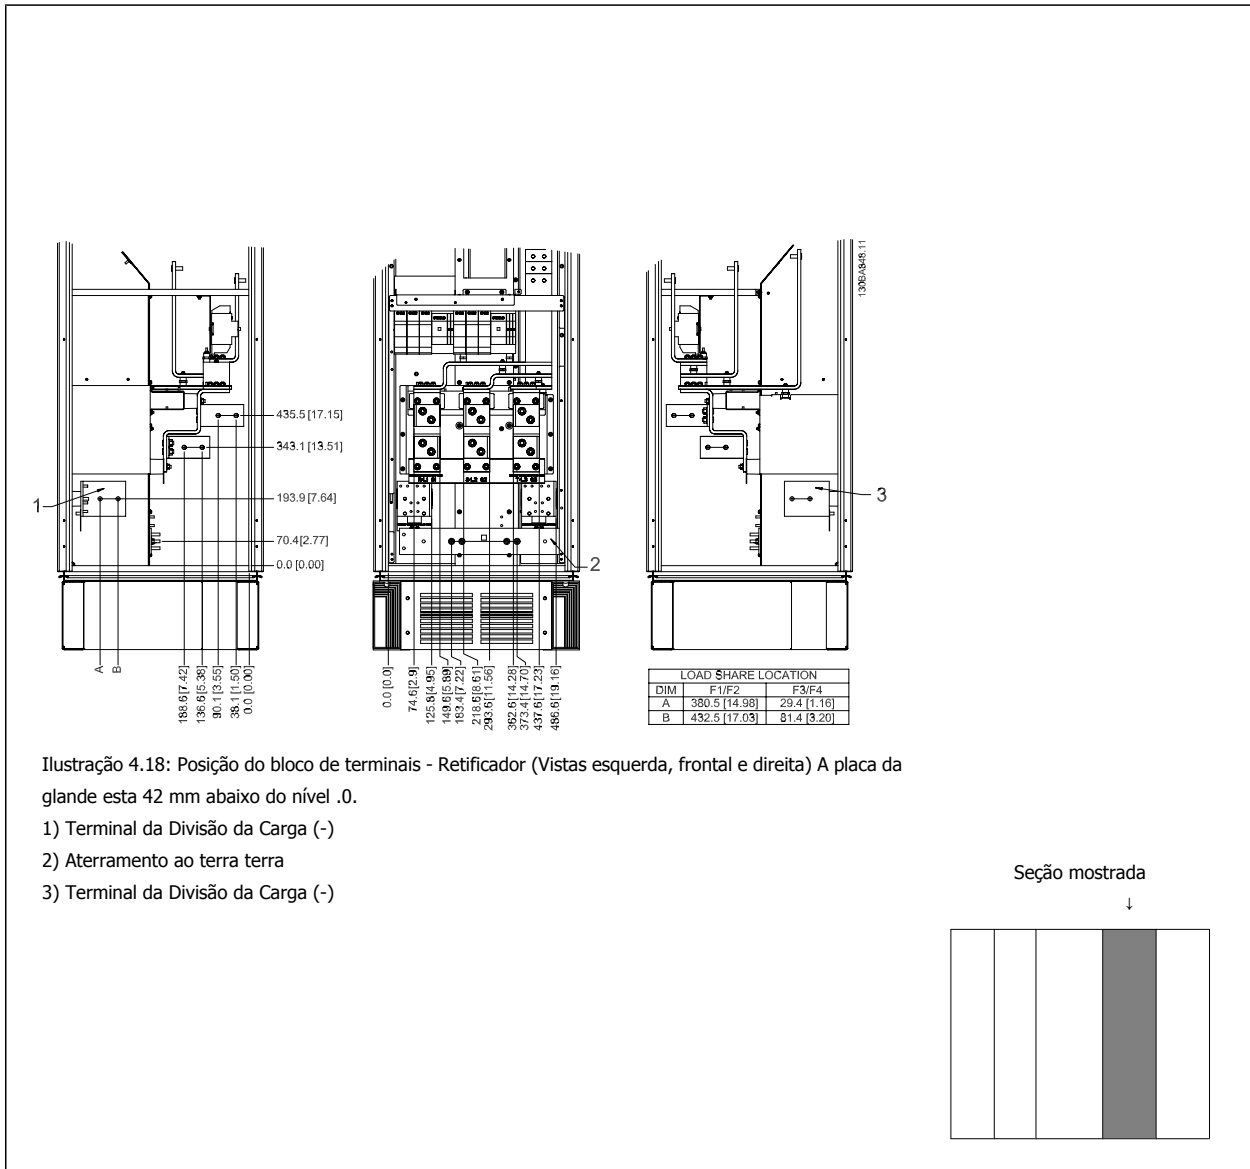 130BA848.11
435.5 [17.15]
343.1 [13.51]
193.9 [7.64]
70.4[2.77]
0.0 [0.00]
1
2
3
A
B
188.6[7.42]
136.6[5.38]
90.1 [3.55]
38.1 [1.50]
0.0 [0.00]
0.0 [0.0]
74.6[2.9]
125.8[4.95]
149.6[5.89]
183.4[7.22]
218.6[8.61]
293.6[11.56]
362.6[14.28]
373.4[14.70]
437.6[17.23]
486.6[19.16]
LOAD SHARE LOCATION
DIM F1/F2 F3/F4
A 380.5 [14.98] 29.4 [1.16]
B 432.5 [17.03] 81.4 [3.20]
Ilustração 4.18: Posição do bloco de terminais - Retificador (Vistas esquerda, frontal e direita) A placa da
glande esta 42 mm abaixo do nível .0.
1) Terminal da Divisão da Carga (-)
2) Aterramento ao terra terra
3) Terminal da Divisão da Carga (-)
Seção mostrada
↓